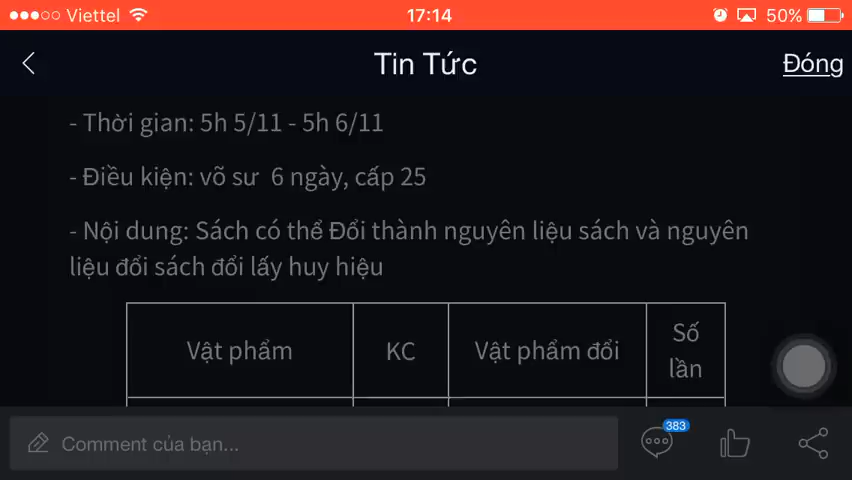 Viettel 17:14 50%
Tin Tức Đóng
- Thời gian: 5h 5/11 - 5h 6/11
- Điều kiện: võ sư 6 ngày, cấp 25
- Nội dung: Sách có thể Đổi thành nguyên liệu sách và nguyên
liệu đổi sách đổi lấy huy hiệu
Vật phẩm KC Vật phẩm đổi Số
lần
383
Comment của bạn...